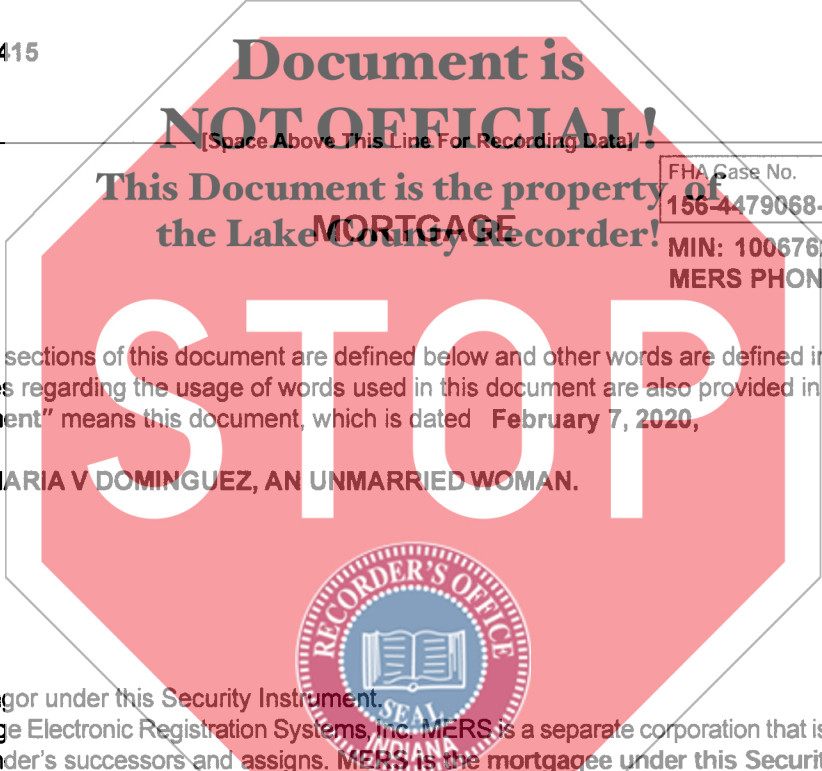 415
Document is
NOT OFFICIAL!
[Space Above This Line For Recording Data]
This Document is the property of
the Lake County Recorder!
FHA Case No.
156-4479068-
MORTGAGE
MIN: 100676
MERS PHON
STOP
sections of this document are defined below and other words are defined in
s regarding the usage of words used in this document are also provided in
ent” means this document, which is dated February 7, 2020,
ARIA V DOMINGUEZ, AN UNMARRIED WOMAN.
RECORDER'S OFFICE
SEAL
INDIANA
gor under this Security Instrument.
ge Electronic Registration Systems, Inc. MERS is a separate corporation that is
nder's successors and assigns. MERS is the mortgagee under this Securit